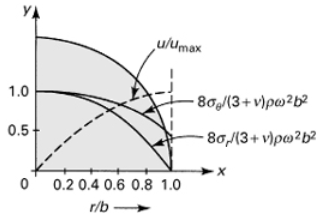 y
u/u_max
1.0
8σ_θ/(3 + ν)ρω²b²
0.5
8σ_r/(3 + ν)ρω²b²
x
0 0.2 0.4 0.6 0.8 1.0
r/b